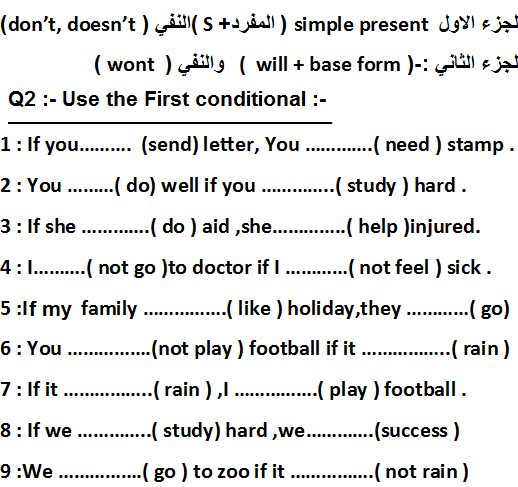 لجزء الاول simple present ( المفرد+ S )النفي ( don't, doesn't)
لجزء الثاني :-( will + base form ) والنفي ( wont )
Q2 :- Use the First conditional :-
1 : If you.......... (send) letter, You .............( need ) stamp .
2 : You .........( do) well if you ..............( study ) hard .
3 : If she .............( do ) aid ,she..............( help )injured.
4 : I..........( not go )to doctor if I ............( not feel ) sick .
5 :If my family ................( like ) holiday,they ............( go)
6 : You ................(not play ) football if it .................( rain )
7 : If it .................( rain ) ,I ................( play ) football .
8 : If we ..............( study) hard ,we.............(success )
9 :We ................( go ) to zoo if it ................( not rain )